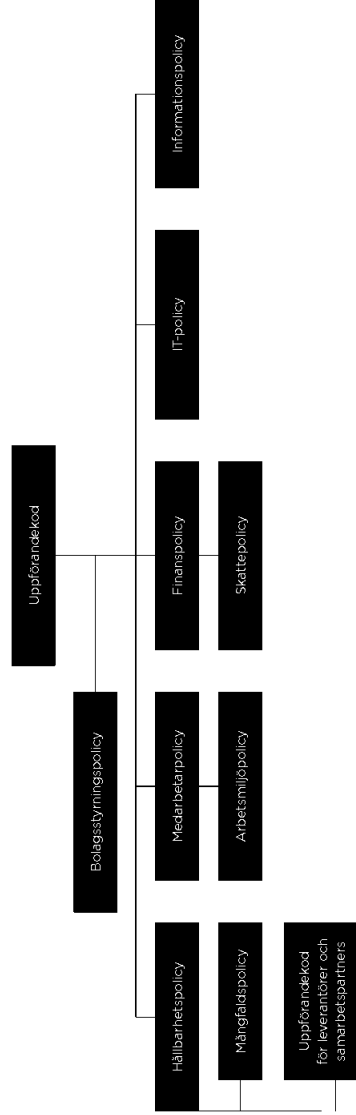 Uppförandekod
Bolagsstyrningspolicy
Hållbarhetspolicy
Medarbetarpolicy
Finanspolicy
IT-policy
Informationspolicy
Mångfaldspolicy
Arbetsmiljöpolicy
Skattepolicy
Uppförandekod
för leverantörer och
samarbetspartners